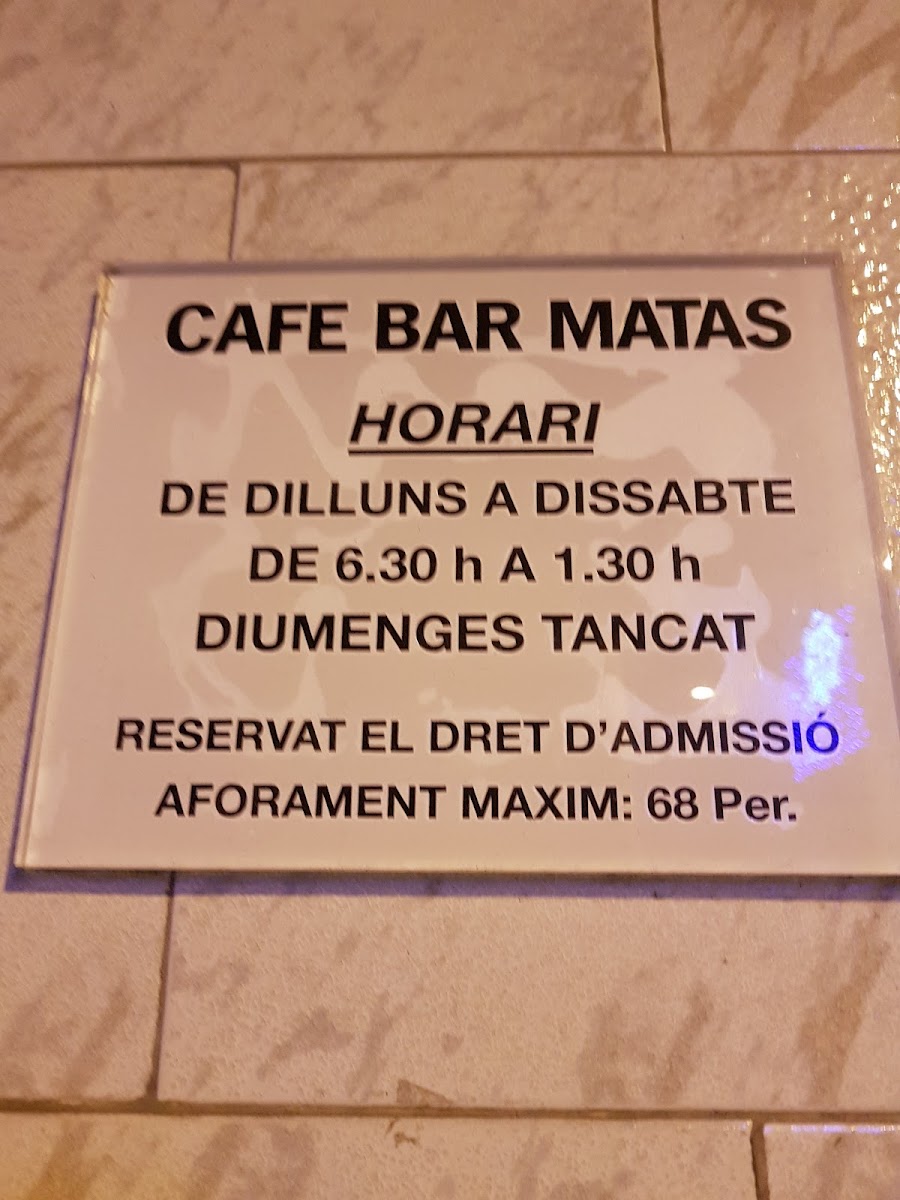 CAFE BAR MATAS
HORARI
DE DILLUNS A DISSABTE
DE 6.30 h A 1.30 h
DIUMENGES TANCAT
RESERVAT EL DRET D'ADMISSIÓ
AFORAMENT MAXIM: 68 Per.